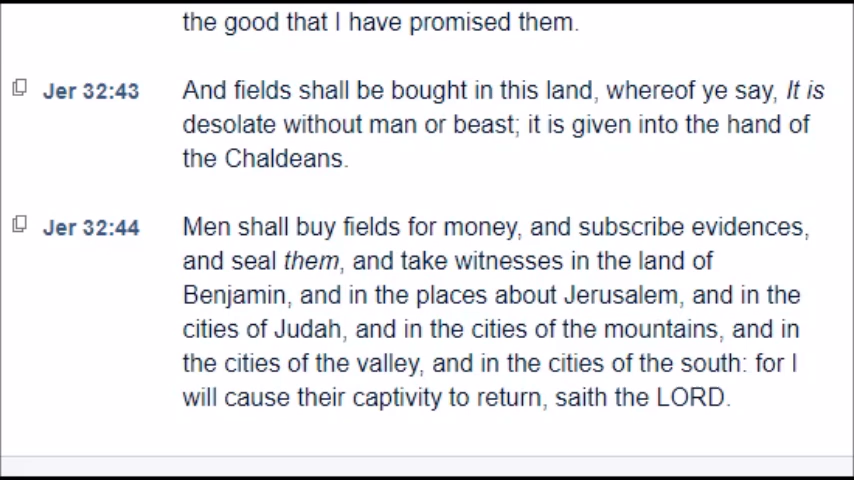 the good that I have promised them.
Jer 32:43 And fields shall be bought in this land, whereof ye say, It is
desolate without man or beast; it is given into the hand of
the Chaldeans.
Jer 32:44 Men shall buy fields for money, and subscribe evidences,
and seal them, and take witnesses in the land of
Benjamin, and in the places about Jerusalem, and in the
cities of Judah, and in the cities of the mountains, and in
the cities of the valley, and in the cities of the south: for I
will cause their captivity to return, saith the LORD.